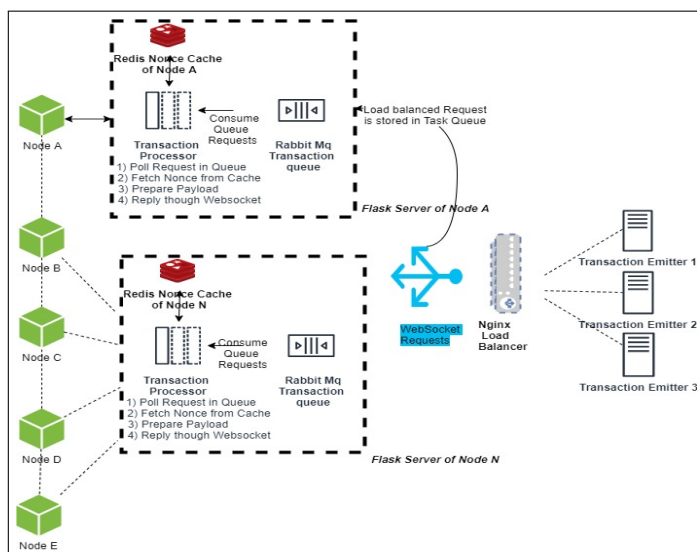 Redis Nonce Cache
of Node A
Node A
Consume
Queue
Requests
Load balanced Request
is stored in Task Queue
Transaction
Processor
Rabbit Mq
Transaction
queue
1) Poll Request in Queue
2) Fetch Nonce from Cache
3) Prepare Payload
4) Reply though Websocket
Flask Server of Node A
Node B
Redis Nonce Cache
of Node N
Node C
Consume
Queue
Requests
Transaction
Processor
Rabbit Mq
Transaction
queue
1) Poll Request in Queue
2) Fetch Nonce from Cache
3) Prepare Payload
4) Reply though Websocket
Flask Server of Node N
Node D
Node E
WebSocket
Requests
Nginx
Load
Balancer
Transaction Emitter 1
Transaction Emitter 2
Transaction Emitter 3